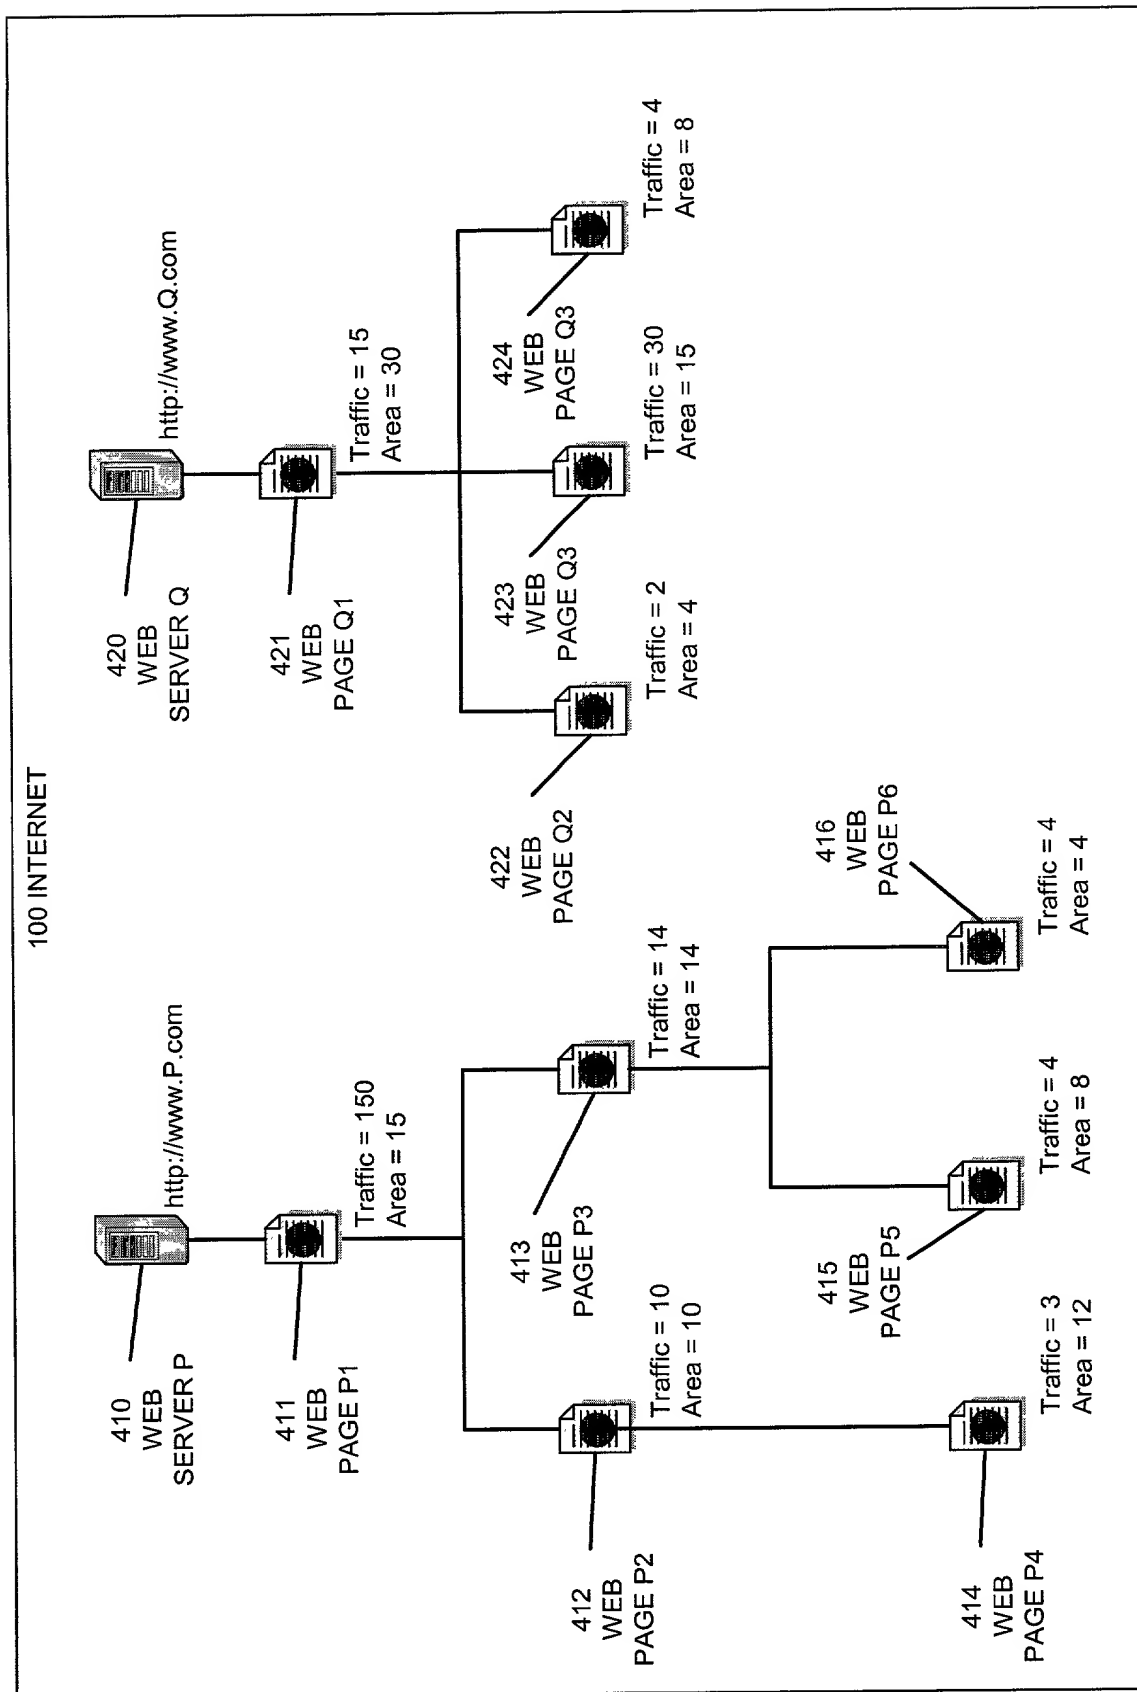 100 INTERNET
410
WEB
SERVER P
http://www.P.com
411
WEB
PAGE P1
Traffic = 150
Area = 15
412
WEB
PAGE P2
Traffic = 10
Area = 10
413
WEB
PAGE P3
Traffic = 14
Area = 14
414
WEB
PAGE P4
Traffic = 3
Area = 12
415
WEB
PAGE P5
Traffic = 4
Area = 8
416
WEB
PAGE P6
Traffic = 4
Area = 4
420
WEB
SERVER Q
http://www.Q.com
421
WEB
PAGE Q1
Traffic = 15
Area = 30
422
WEB
PAGE Q2
Traffic = 2
Area = 4
423
WEB
PAGE Q3
Traffic = 30
Area = 15
424
WEB
PAGE Q3
Traffic = 4
Area = 8